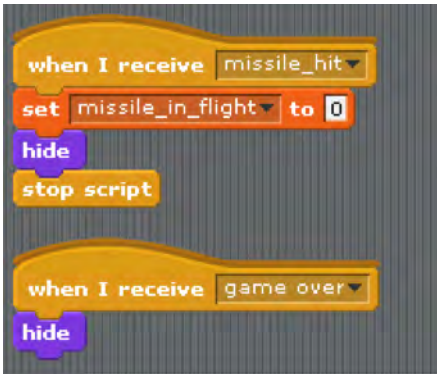 when I receive missile_hit
set missile_in_flight to 0
hide
stop script
when I receive game over
hide